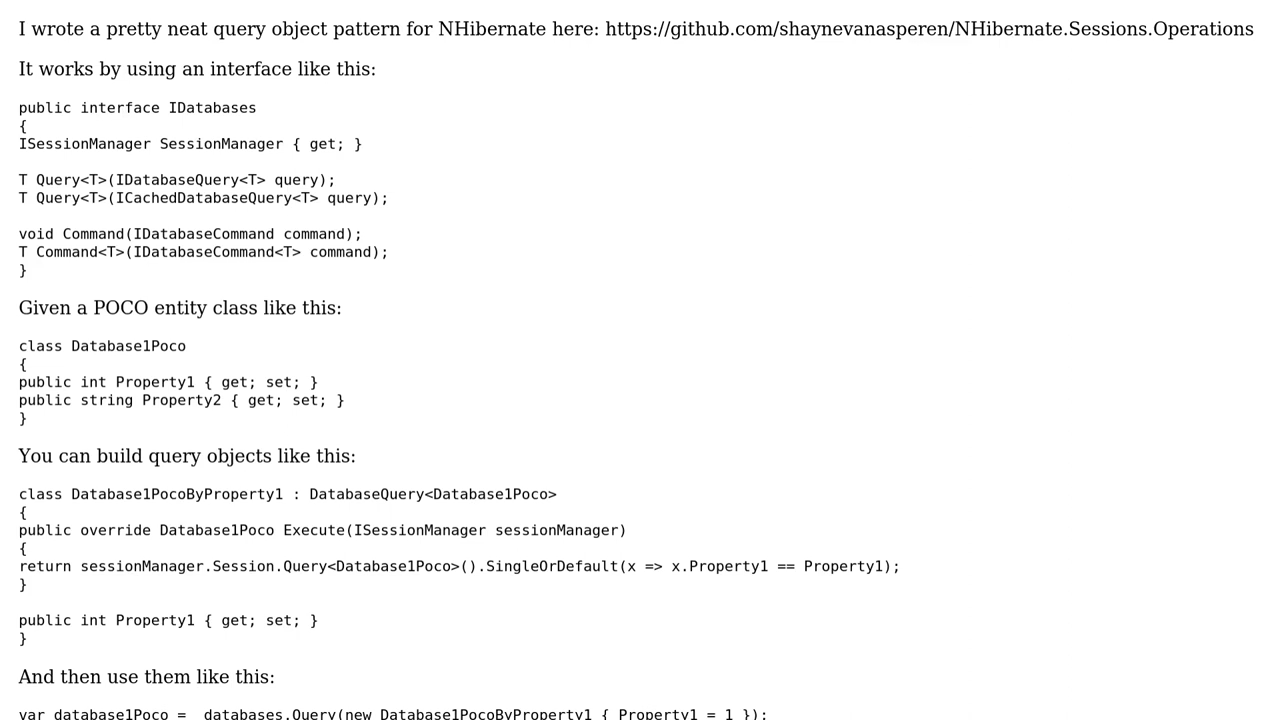 I wrote a pretty neat query object pattern for NHibernate here: https://github.com/shaynevanasperen/NHibernate.Sessions.Operations
It works by using an interface like this:
public interface IDatabases
{
ISessionManager SessionManager { get; }
T Query<T>(IDatabaseQuery<T> query);
T Query<T>(ICachedDatabaseQuery<T> query);
void Command(IDatabaseCommand command);
T Command<T>(IDatabaseCommand<T> command);
}
Given a POCO entity class like this:
class Database1Poco
{
public int Property1 { get; set; }
public string Property2 { get; set; }
}
You can build query objects like this:
class Database1PocoByProperty1 : DatabaseQuery<Database1Poco>
{
public override Database1Poco Execute(ISessionManager sessionManager)
{
return sessionManager.Session.Query<Database1Poco>().SingleOrDefault(x => x.Property1 == Property1);
}
public int Property1 { get; set; }
}
And then use them like this:
var database1Poco = _databases.Query(new Database1PocoByProperty1 { Property1 = 1 });